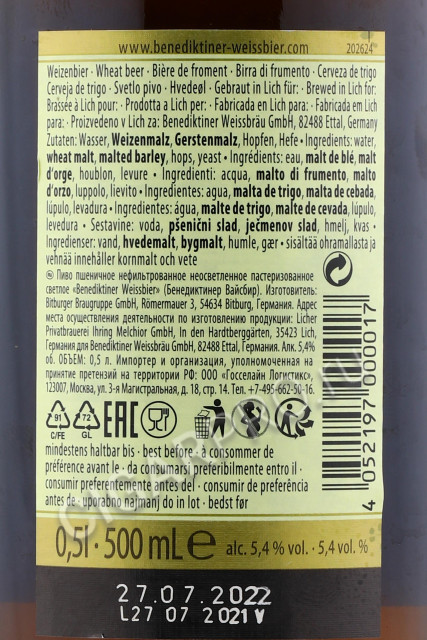 www.benediktiner-weissbier.com 202624
Weizenbier · Wheat beer · Bière de froment · Birra di frumento · Cerveza de trigo
Cerveja de trigo · Svetlo pivo · Hvedeøl · Gebraut in Lich für: · Brewed in Lich for:
Brassée à Lich pour: · Prodotta a Lich per: · Fabricada en Lich para: · Fabricada em Lich
para: · Proizvedeno v Lich za: Benediktiner Weissbräu GmbH, 82488 Ettal, Germany
Zutaten: Wasser, Weizenmalz, Gerstenmalz, Hopfen, Hefe · Ingredients: water,
wheat malt, malted barley, hops, yeast · Ingrédients: eau, malt de blé, malt
d'orge, houblon, levure · Ingredienti: acqua, malto di frumento, malto
d'orzo, luppolo, lievito · Ingredientes: agua, malta de trigo, malta de cebada,
lúpulo, levadura · Ingredientes: água, malte de trigo, malte de cevada, lúpulo,
levedura · Sestavine: voda, pšenični slad, ječmenov slad, hmelj, kvas ·
Ingredienser: vand, hvedemalt, bygmalt, humle, gær · sisältää ohramallasta ja
vehnää innehåller kornmalt och vete
Пиво пшеничное нефильтрованное неосветленное пастеризованное
светлое «Benediktiner Weissbier» (Бенедиктинер Вайсбир). Изготовитель:
Bitburger Braugruppe GmbH, Römermauer 3, 54634 Bitburg, Германия. Адрес
места осуществления деятельности по изготовлению продукции: Licher
Privatbrauerei Ihring Melchior GmbH, In den Hardtberggärten, 35423 Lich,
Германия для Benediktiner Weissbräu GmbH, 82488 Ettal, Германия. Алк. 5,4%
об. ОБЪЕМ: 0,5 л. Импортер и организация, уполномоченная на
принятие претензий на территории РФ: ООО «Госселайн Логистикс»,
123007, Москва, ул. 3-я Магистральная, д. 18, стр. 14. Тел. +7-495-662-50-16.
91 C/FE 72 GL EAC
4 052197 000017
mindestens haltbar bis · best before · à consommer de
préférence avant le · da consumarsi preferibilmente entro il ·
consumir preferentemente antes del · consumir de preferência
antes de · uporabno najmanj do in lot · bedst før
0,5l · 500 mL e alc. 5,4 % vol. · 5,4 vol. %
27.07.2022
L27 07 2021 V